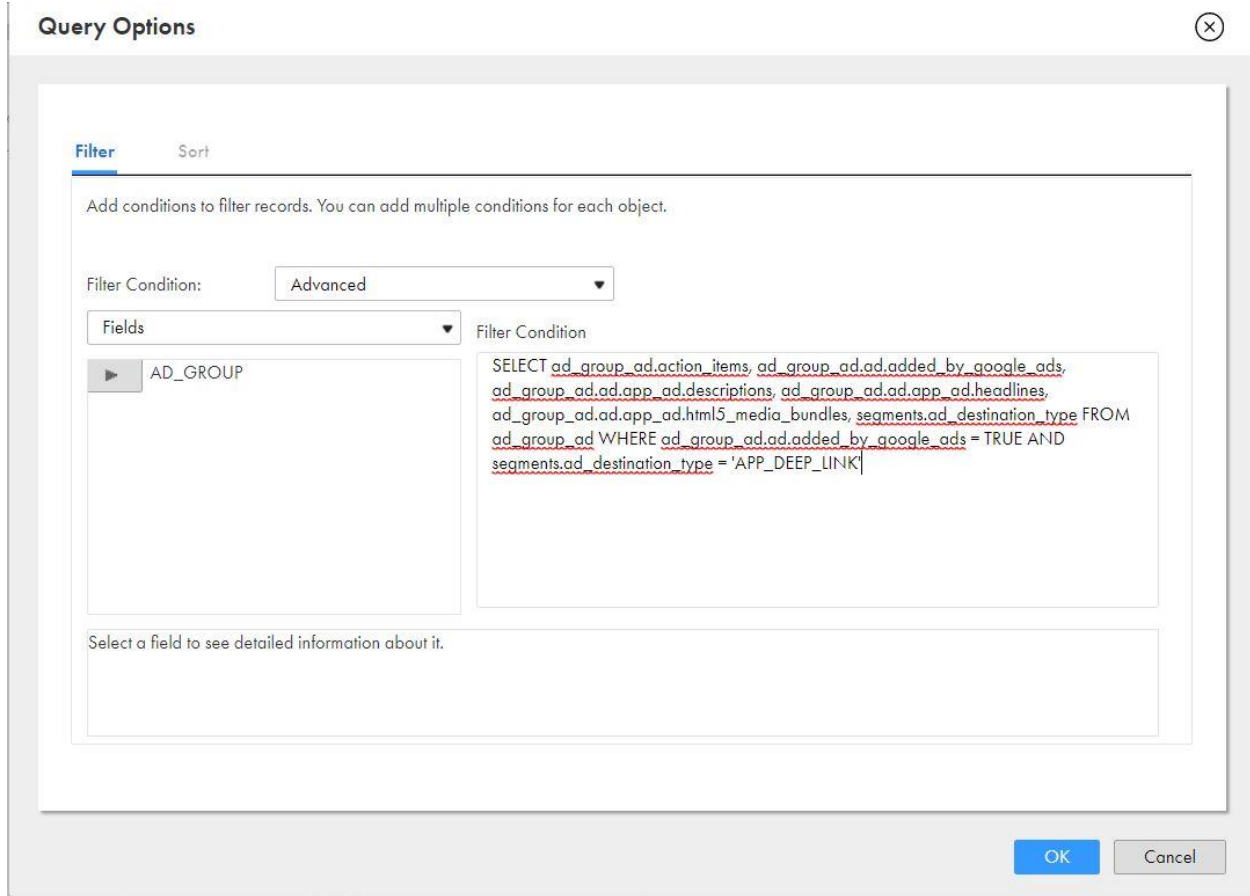 Query Options
Filter
Sort
Add conditions to filter records. You can add multiple conditions for each object.
Filter Condition:
Advanced
Fields
Filter Condition
AD_GROUP
SELECT ad_group_ad.action_items, ad_group_ad.ad.added_by_google_ads,
ad_group_ad.ad.app_ad.descriptions, ad_group_ad.ad.app_ad.headlines,
ad_group_ad.ad.app_ad.html5_media_bundles, segments.ad_destination_type FROM
ad_group_ad WHERE ad_group_ad.ad.added_by_google_ads = TRUE AND
segments.ad_destination_type = 'APP_DEEP_LINK'
Select a field to see detailed information about it.
OK
Cancel